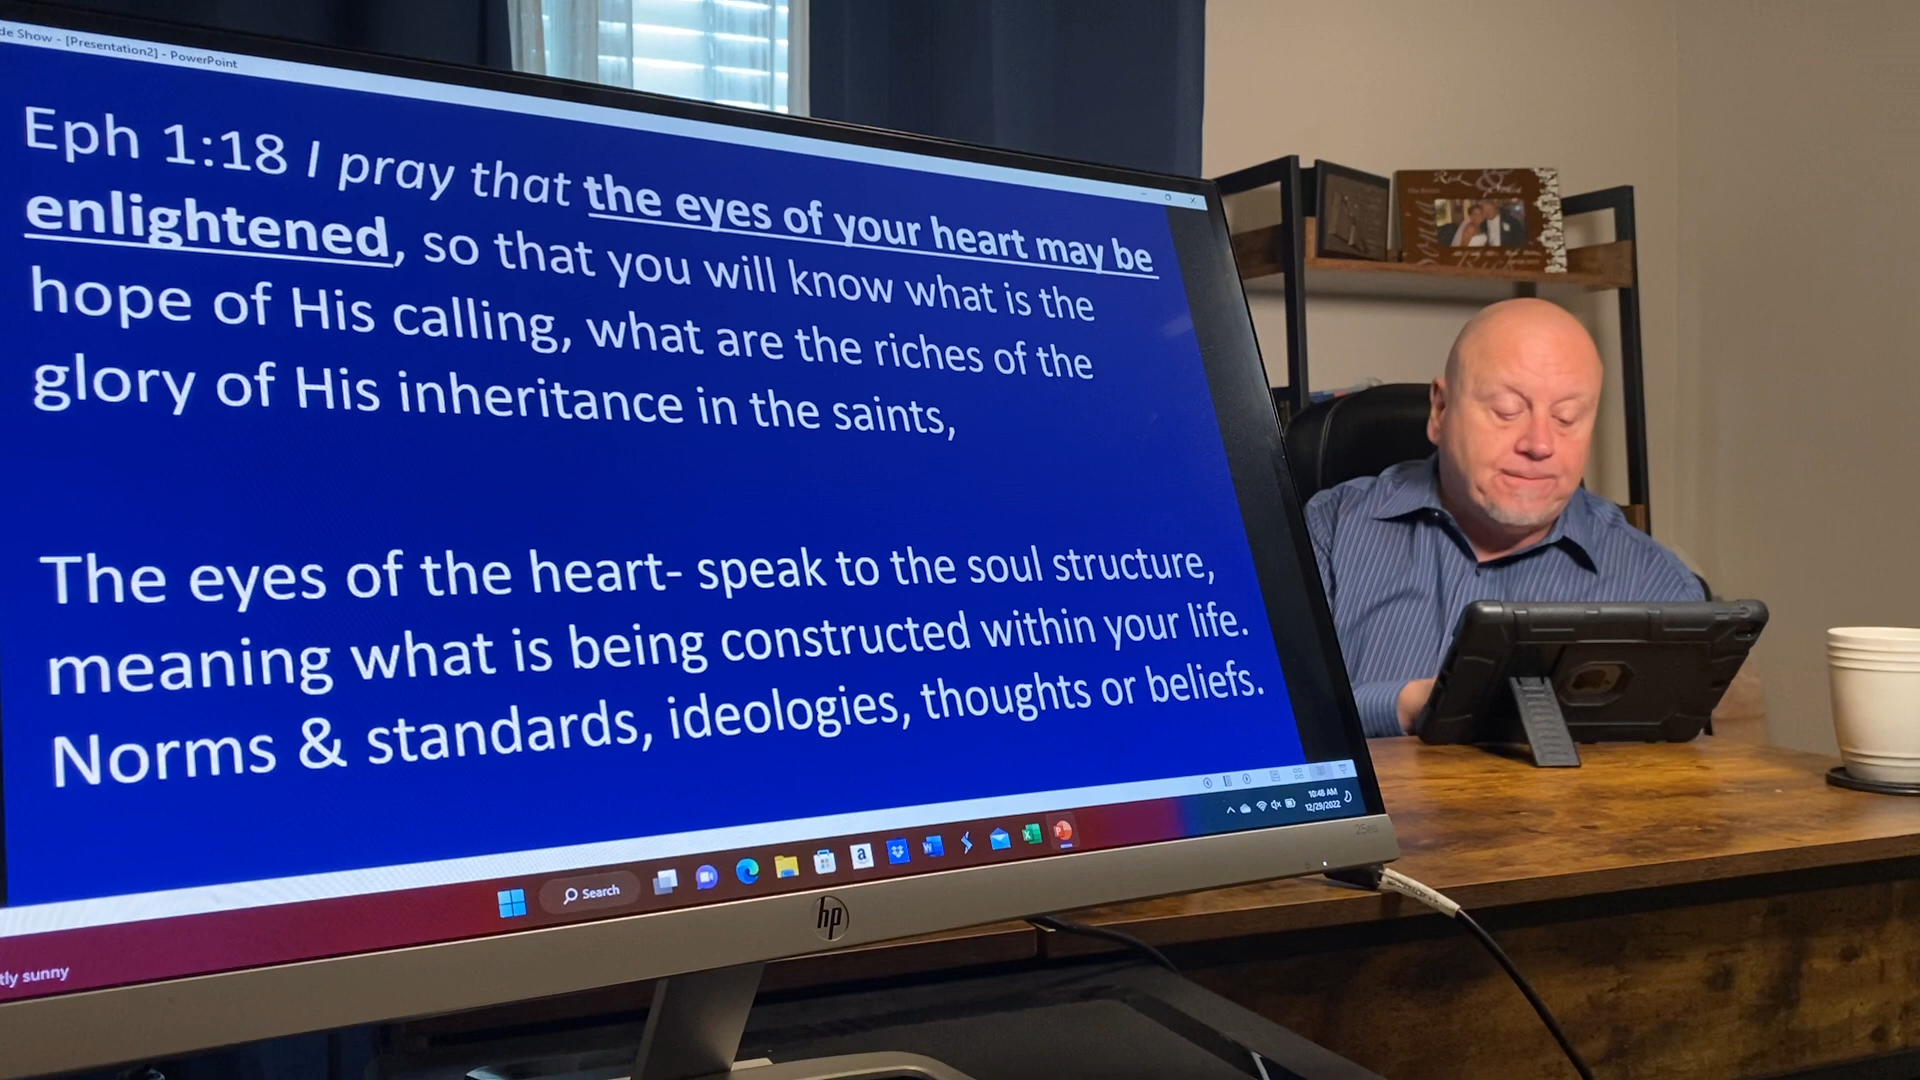 de Show - [Presentation2] - PowerPoint
Eph 1:18 I pray that the eyes of your heart may be
enlightened, so that you will know what is the
hope of His calling, what are the riches of the
glory of His inheritance in the saints,
The eyes of the heart- speak to the soul structure,
meaning what is being constructed within your life.
Norms & standards, ideologies, thoughts or beliefs.
10:48 AM
12/29/2022
Search
a
hp
tly sunny